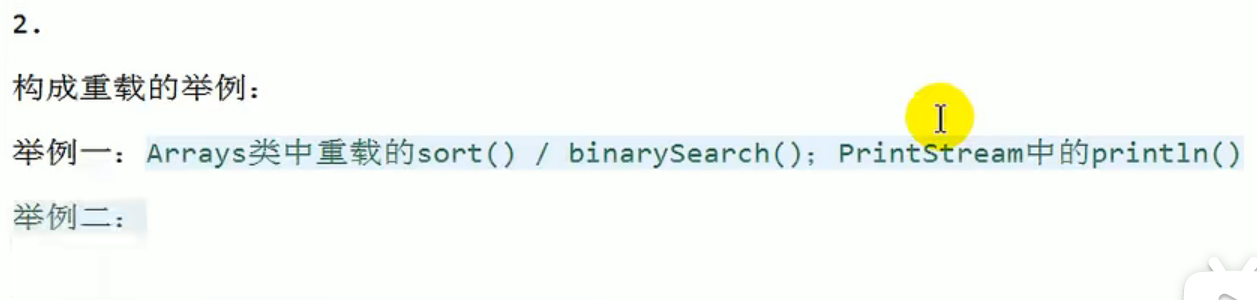 2.
构成重载的举例：
举例一：Arrays类中重载的sort() / binarySearch()；PrintStream中的println()
举例二：